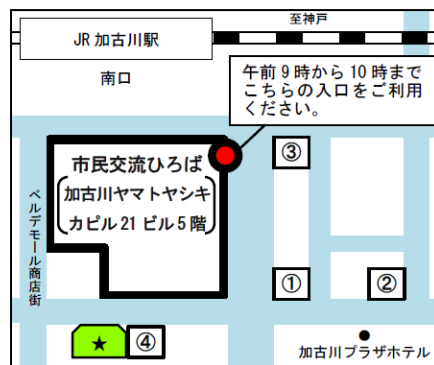 至神戸
JR 加古川駅
南口
午前9時から10時まで
こちらの入口をご利用
ください。
市民交流ひろば
加古川ヤマトヤシキ
カピル21ビル5階
ベルデモール商店街
③
①
②
★
④
加古川プラザホテル